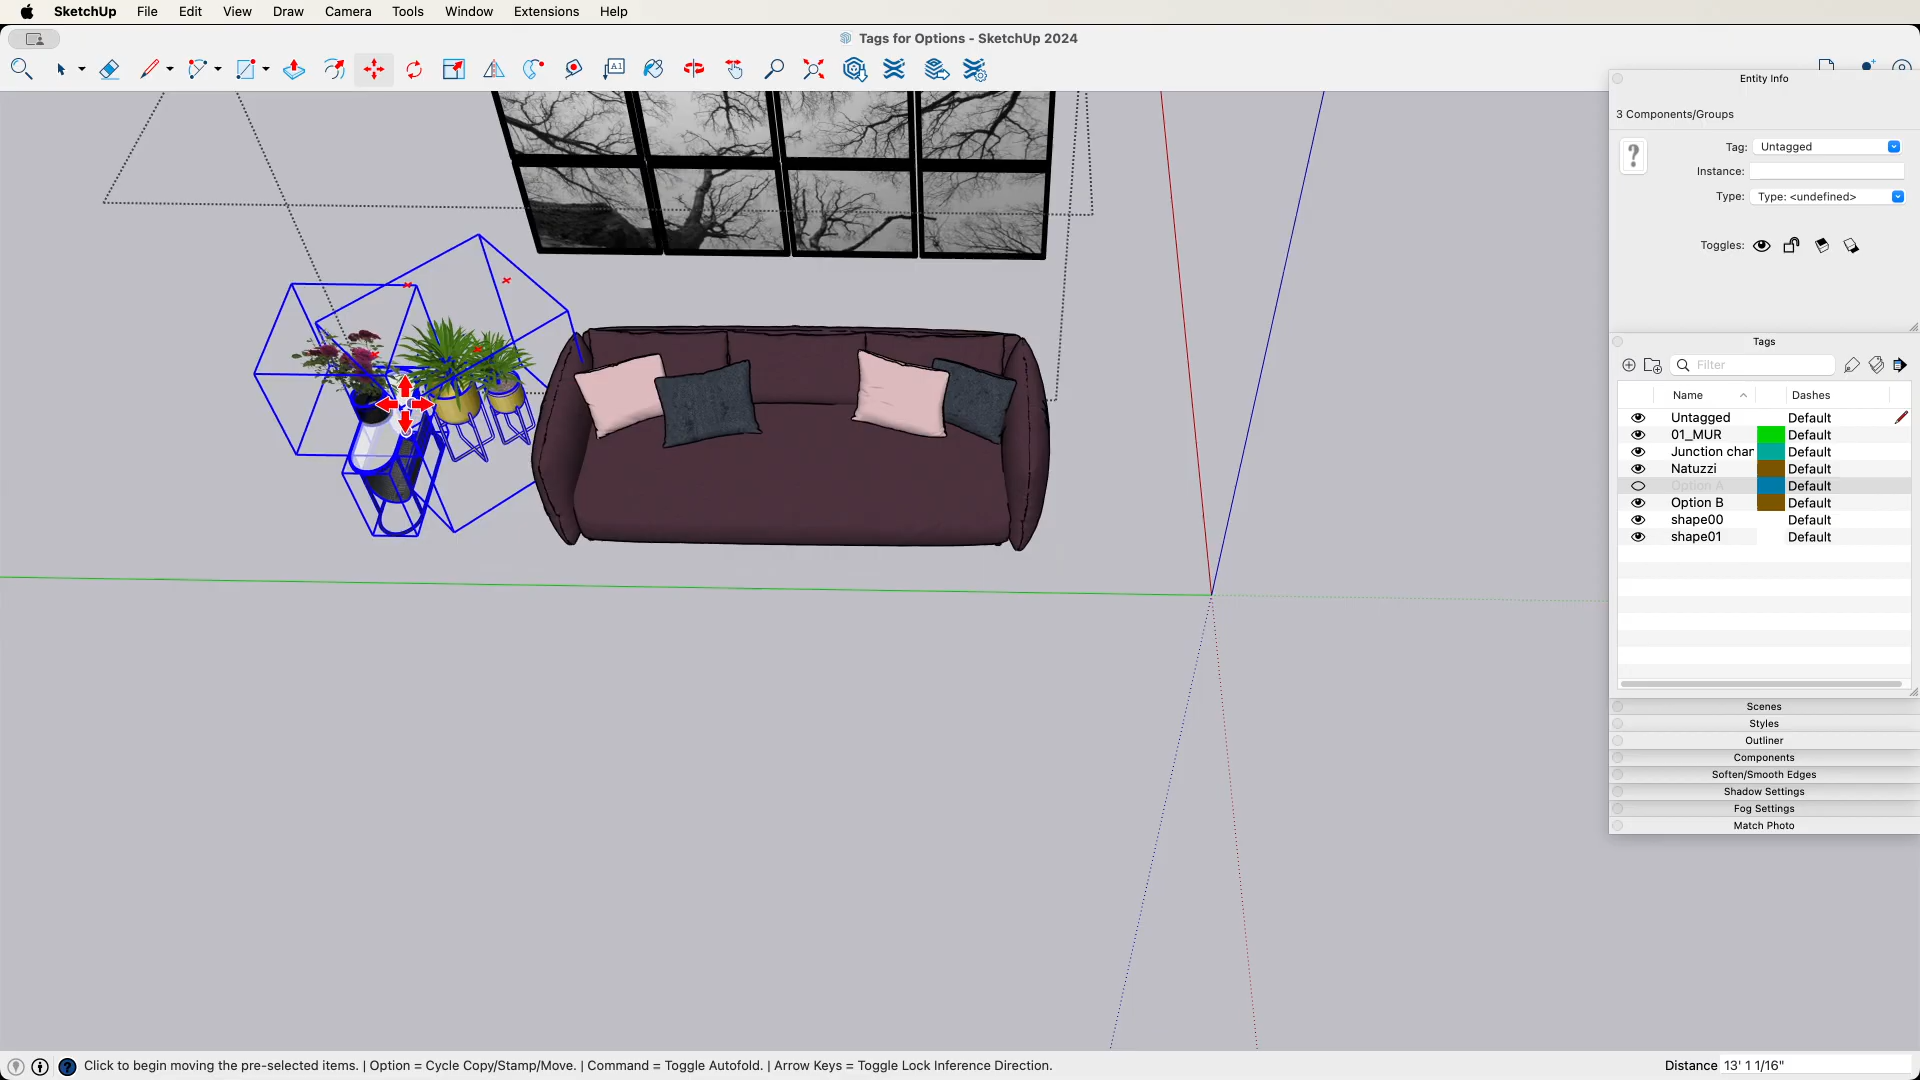 SketchUp File Edit View Draw Camera Tools Window Extensions Help
Tags for Options - SketchUp 2024
A1
Entity Info
3 Components/Groups
Tag: Untagged
Instance:
Type: Type: <undefined>
Toggles:
Tags
Filter
Name Dashes
Untagged Default
01_MUR Default
Junction char Default
Natuzzi Default
Option A Default
Option B Default
shape00 Default
shape01 Default
Scenes
Styles
Outliner
Components
Soften/Smooth Edges
Shadow Settings
Fog Settings
Match Photo
Click to begin moving the pre-selected items. | Option = Cycle Copy/Stamp/Move. | Command = Toggle Autofold. | Arrow Keys = Toggle Lock Inference Direction.
Distance 13' 1 1/16"